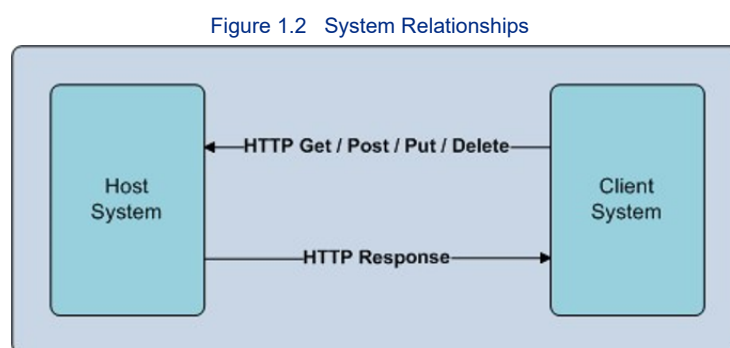 Figure 1.2 System Relationships
HTTP Get / Post / Put / Delete
Host
System
Client
System
HTTP Response